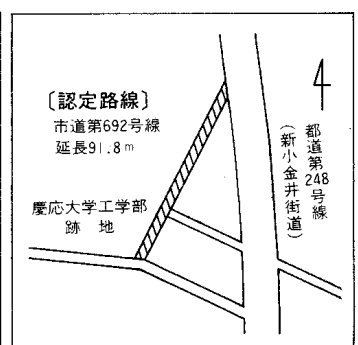 〔認定路線〕
市道第692号線
延長91.8m
慶応大学工学部
跡地
都道第248号線
(新小金井街道)